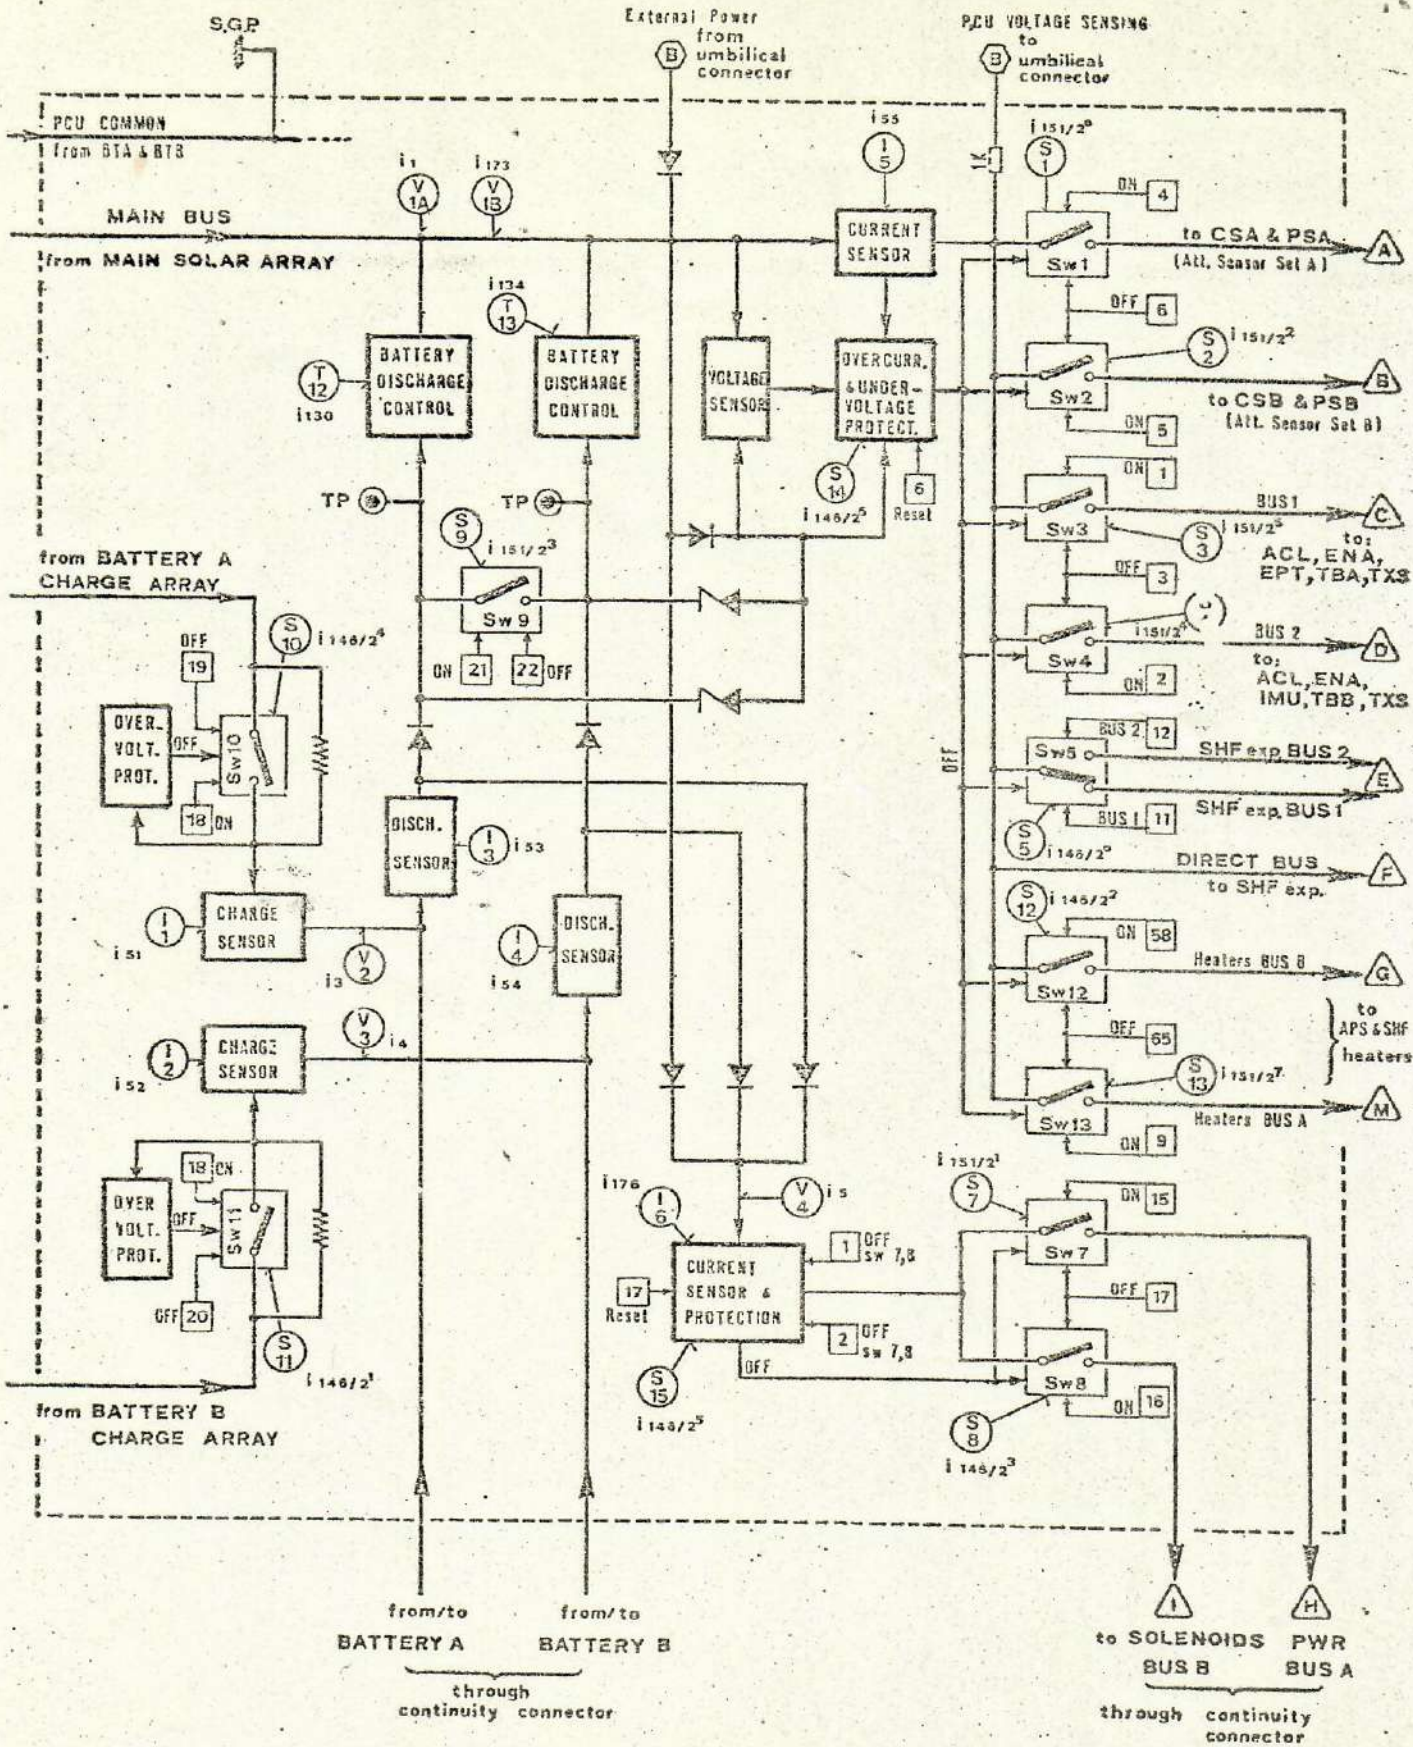 S.G.P.
External Power
from
B
umbilical
connector
PCU VOLTAGE SENSING
to
B
umbilical
connector
PCU COMMON
from BTA & BTB
i 1
V 1A
i 173
V 1B
i 55
I 5
1K
i 151/2⁰
S 1
ON 4
MAIN BUS
from MAIN SOLAR ARRAY
CURRENT
SENSOR
Sw1
to CSA & PSA
(Att. Sensor Set A)
A
OFF 6
i 134
T 13
T 12
i 130
BATTERY
DISCHARGE
CONTROL
BATTERY
DISCHARGE
CONTROL
VOLTAGE
SENSOR
OVERCURR.
& UNDER-
VOLTAGE
PROTECT.
S 2
i 151/2²
Sw2
B
to CSB & PSB
(Att. Sensor Set B)
ON 5
TP
TP
S 14
i 146/2⁵
6
Reset
ON 1
BUS 1
C
Sw3
S 3
to:
ACL, ENA,
EPT, TBA, TXS
OFF 3
S 9
i 151/2³
Sw 9
ON 21
22 OFF
from BATTERY A
CHARGE ARRAY
S 10
i 146/2⁴
OFF
19
OVER.
VOLT.
PROT.
OFF
Sw10
18 ON
BUS 2
D
Sw4
to:
ACL, ENA,
IMU, TBB, TXS
ON 2
OFF
BUS 2 12
Sw5
SHF exp. BUS 2
E
SHF exp. BUS 1
BUS 1 11
S 5
i 146/2⁰
DIRECT BUS
to SHF exp.
F
DISCH.
SENSOR
I 3
i 53
I 1
i 51
CHARGE
SENSOR
i 3
V 2
I 4
i 54
DISCH.
SENSOR
S 12
i 146/2²
ON 58
Sw12
Heaters BUS B
G
OFF 65
to
APS & SHF
heaters
I 2
i 52
CHARGE
SENSOR
V 3
i 4
S 13
i 151/2⁷
Sw13
Heaters BUS A
M
ON 9
OVER
VOLT.
PROT.
18 ON
OFF
Sw11
OFF 20
S 11
i 146/2¹
from BATTERY B
CHARGE ARRAY
i 176
I 6
V 4
i 5
CURRENT
SENSOR &
PROTECTION
17
Reset
1 OFF
sw 7,8
2 OFF
sw 7,8
OFF
S 15
i 146/2⁵
i 151/2¹
S 7
ON 15
Sw7
OFF 17
Sw8
ON 16
S 8
i 146/2³
from/to
BATTERY A
from/to
BATTERY B
through
continuity connector
I
H
to SOLENOIDS
BUS B
PWR
BUS A
through continuity
connector